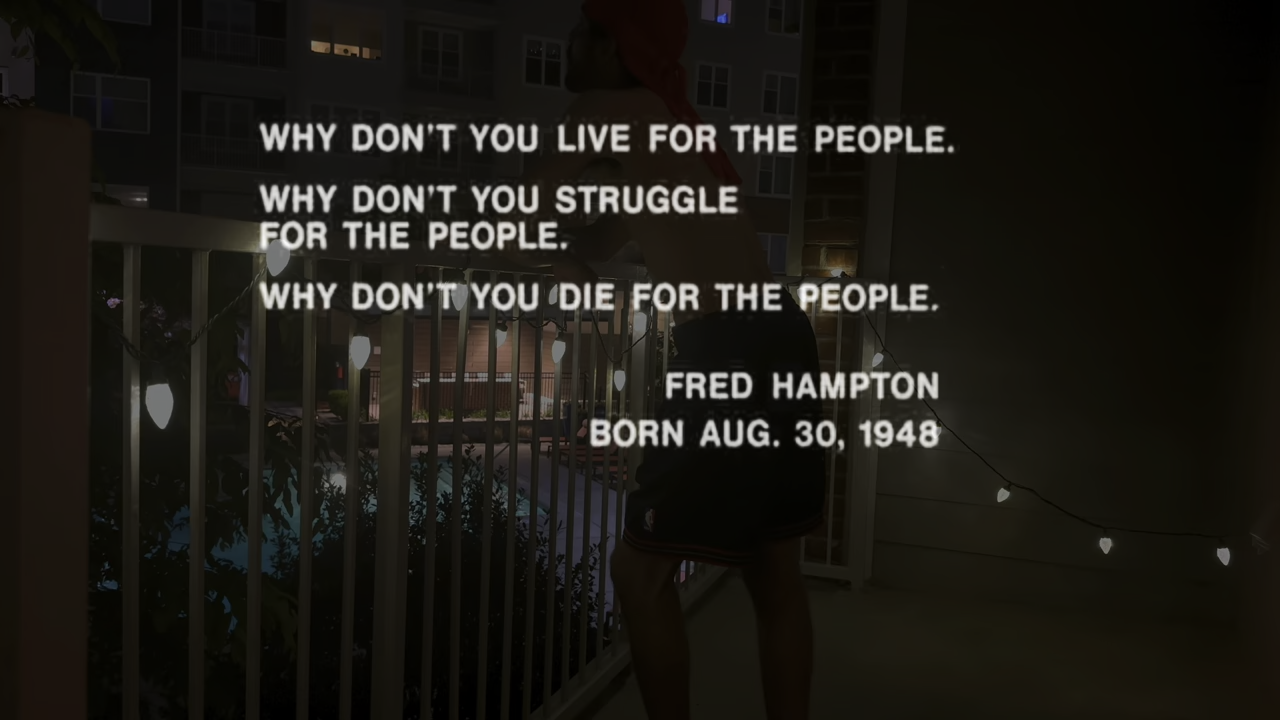 WHY DON'T YOU LIVE FOR THE PEOPLE.
WHY DON'T YOU STRUGGLE
FOR THE PEOPLE.
WHY DON'T YOU DIE FOR THE PEOPLE.
FRED HAMPTON
BORN AUG. 30, 1948